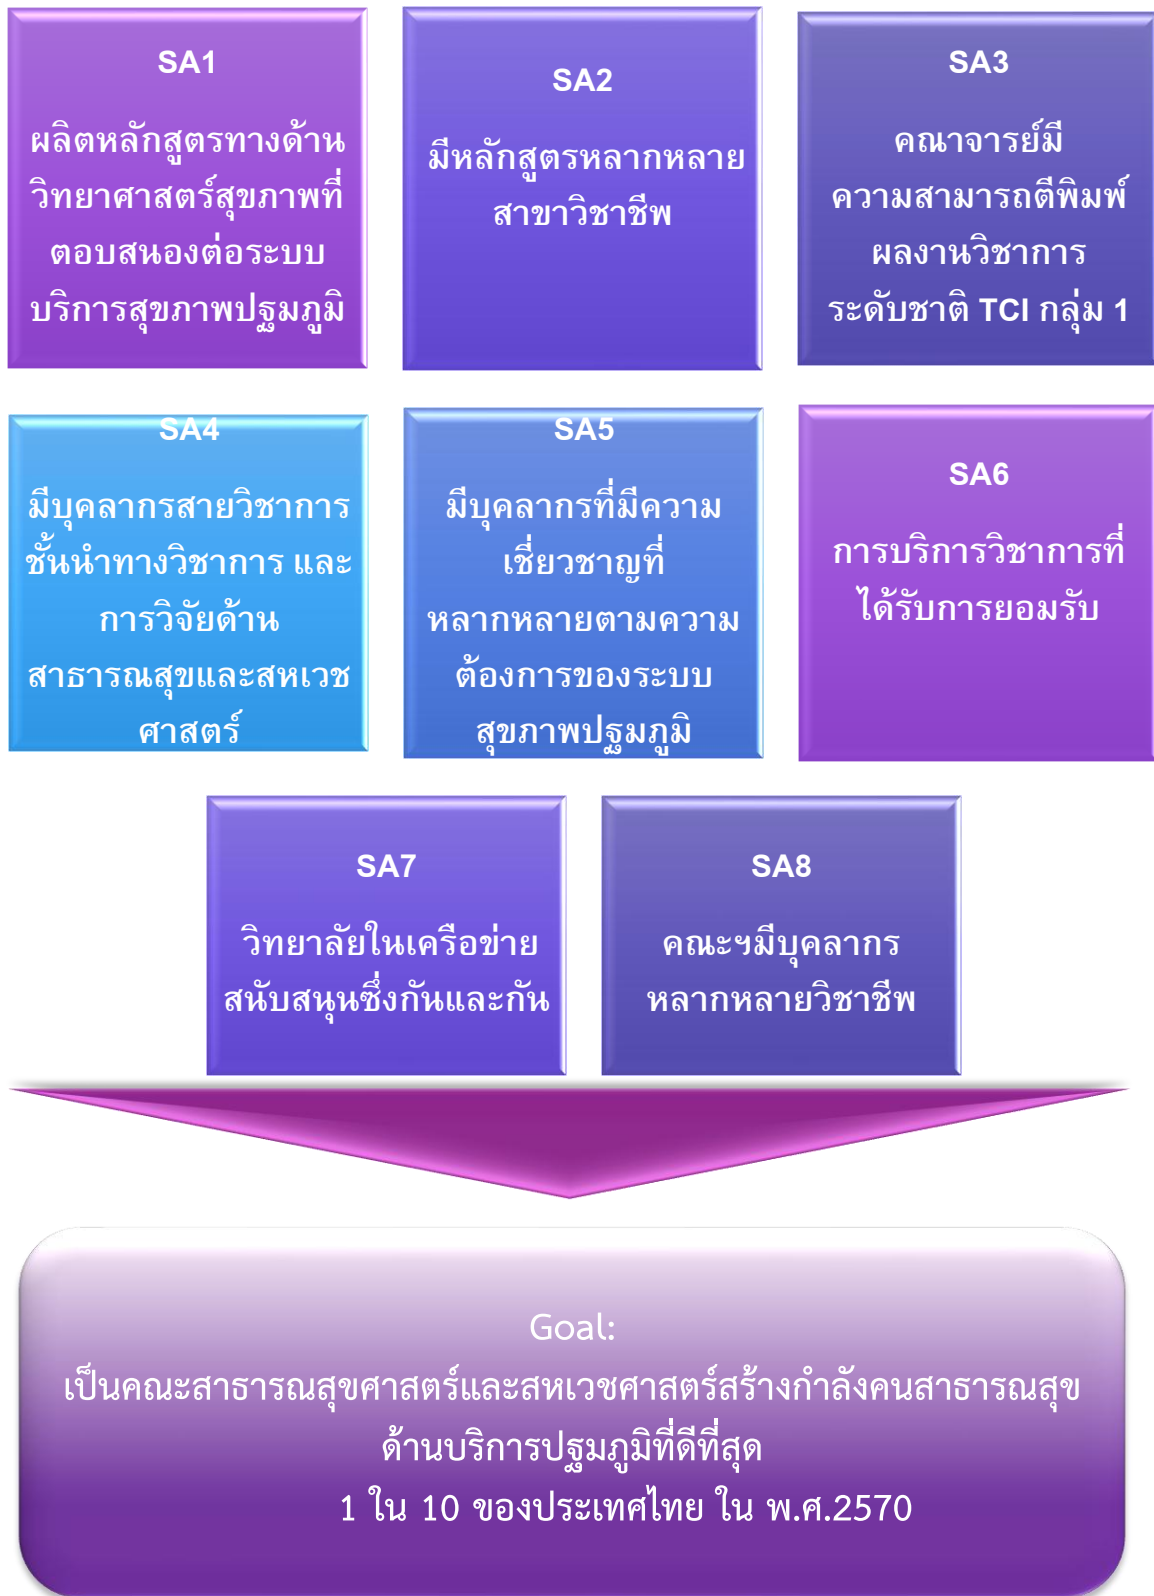 SA1
ผลิตหลักสูตรทางด้าน
วิทยาศาสตร์สุขภาพที่
ตอบสนองต่อระบบ
บริการสุขภาพปฐมภูมิ
SA2
มีหลักสูตรหลากหลาย
สาขาวิชาชีพ
SA3
คณาจารย์มี
ความสามารถตีพิมพ์
ผลงานวิชาการ
ระดับชาติ TCI กลุ่ม 1
SA4
มีบุคลากรสายวิชาการ
ชั้นนำทางวิชาการ และ
การวิจัยด้าน
สาธารณสุขและสหเวช
ศาสตร์
SA5
มีบุคลากรที่มีความ
เชี่ยวชาญที่
หลากหลายตามความ
ต้องการของระบบ
สุขภาพปฐมภูมิ
SA6
การบริการวิชาการที่
ได้รับการยอมรับ
SA7
วิทยาลัยในเครือข่าย
สนับสนุนซึ่งกันและกัน
SA8
คณะฯมีบุคลากร
หลากหลายวิชาชีพ
Goal:
เป็นคณะสาธารณสุขศาสตร์และสหเวชศาสตร์สร้างกำลังคนสาธารณสุข
ด้านบริการปฐมภูมิที่ดีที่สุด
1 ใน 10 ของประเทศไทย ใน พ.ศ.2570